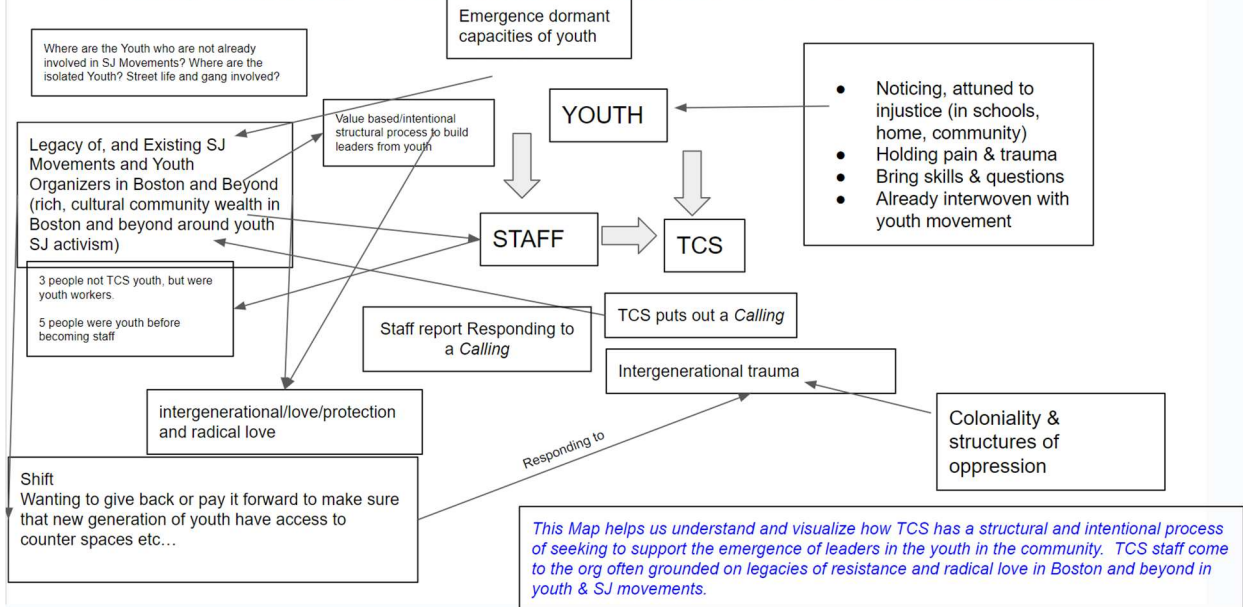 Emergence dormant
capacities of youth
Where are the Youth who are not already
involved in SJ Movements? Where are the
isolated Youth? Street life and gang involved?
Value based/intentional
structural process to build
leaders from youth
YOUTH
● Noticing, attuned to
injustice (in schools,
home, community)
● Holding pain & trauma
● Bring skills & questions
● Already interwoven with
youth movement
Legacy of, and Existing SJ
Movements and Youth
Organizers in Boston and Beyond
(rich, cultural community wealth in
Boston and beyond around youth
SJ activism)
STAFF
TCS
3 people not TCS youth, but were
youth workers.
5 people were youth before
becoming staff
Staff report Responding to
a Calling
TCS puts out a Calling
Intergenerational trauma
intergenerational/love/protection
and radical love
Coloniality &
structures of
oppression
Responding to
Shift
Wanting to give back or pay it forward to make sure
that new generation of youth have access to
counter spaces etc…
This Map helps us understand and visualize how TCS has a structural and intentional process
of seeking to support the emergence of leaders in the youth in the community. TCS staff come
to the org often grounded on legacies of resistance and radical love in Boston and beyond in
youth & SJ movements.